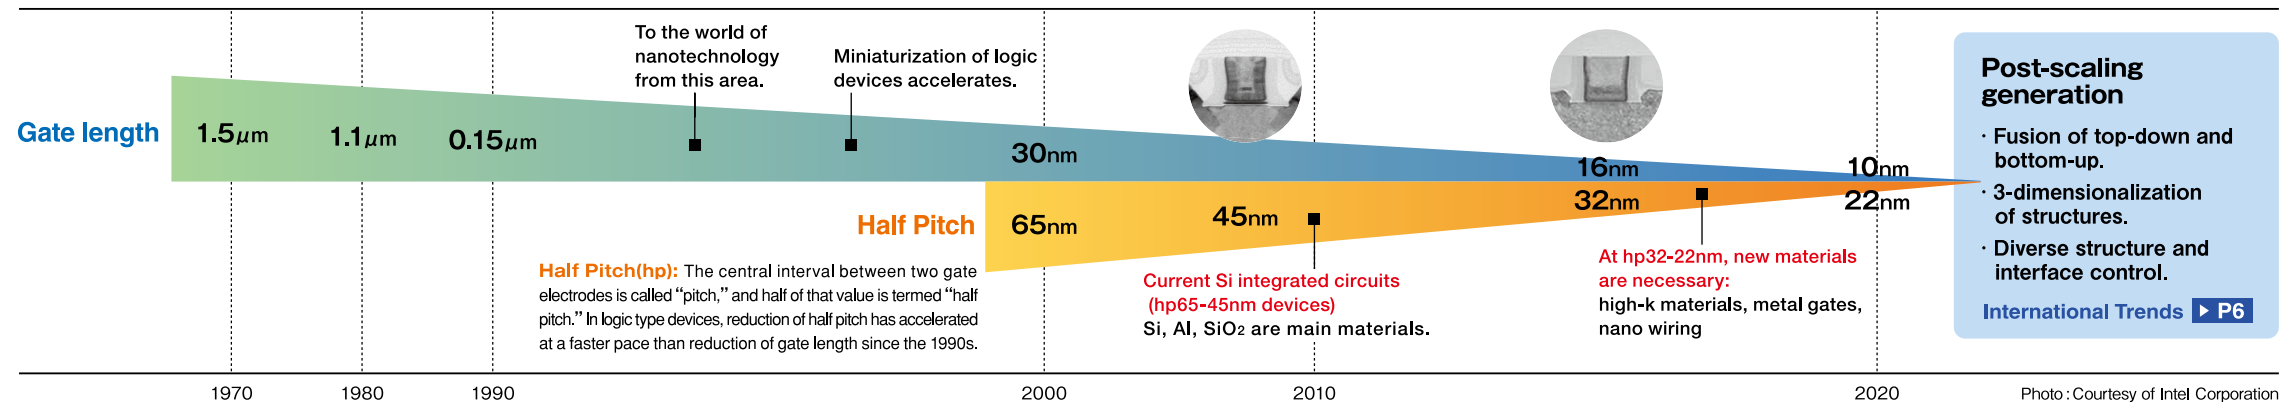 To the world of
nanotechnology
from this area.
Miniaturization of logic
devices accelerates.
Gate length
1.5μm
1.1μm
0.15μm
30nm
16nm
10nm
Half Pitch
65nm
45nm
32nm
22nm
Half Pitch(hp): The central interval between two gate
electrodes is called “pitch,” and half of that value is termed “half
pitch.” In logic type devices, reduction of half pitch has accelerated
at a faster pace than reduction of gate length since the 1990s.
Current Si integrated circuits
(hp65-45nm devices)
Si, Al, SiO2 are main materials.
At hp32-22nm, new materials
are necessary:
high-k materials, metal gates,
nano wiring
Post-scaling
generation
· Fusion of top-down and
bottom-up.
· 3-dimensionalization
of structures.
· Diverse structure and
interface control.
International Trends ▶ P6
1970
1980
1990
2000
2010
2020
Photo : Courtesy of Intel Corporation